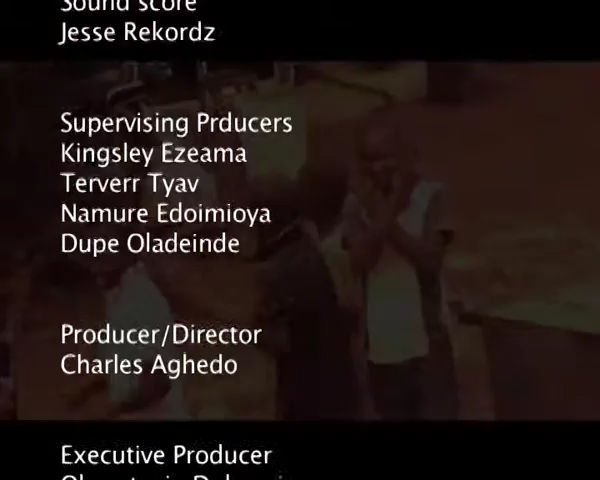 Sound score
Jesse Rekordz
Supervising Prducers
Kingsley Ezeama
Terverr Tyav
Namure Edoimioya
Dupe Oladeinde
Producer/Director
Charles Aghedo
Executive Producer